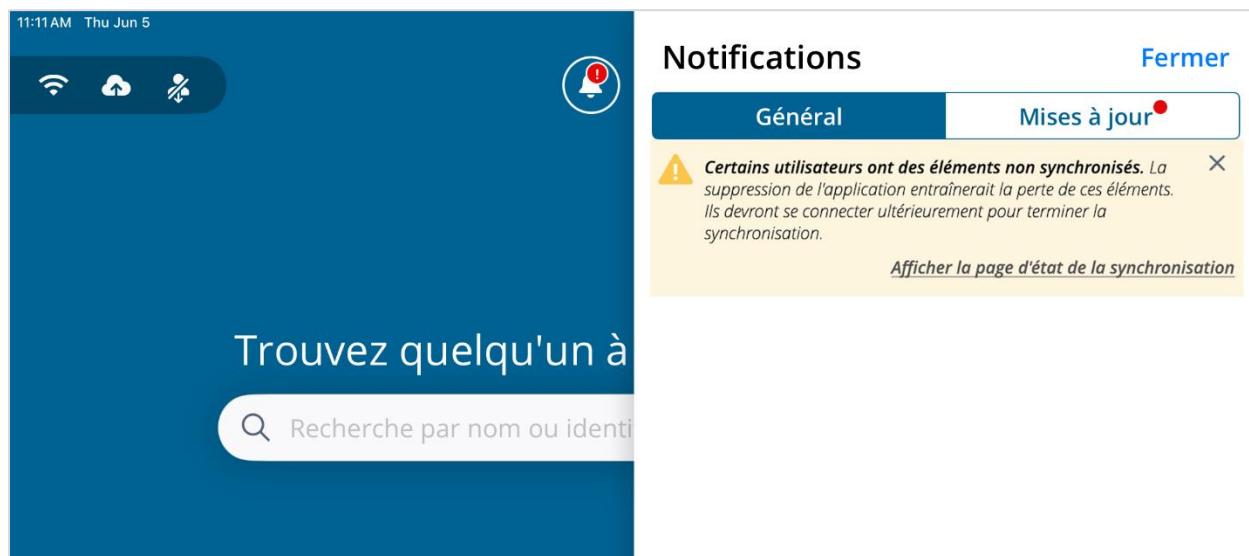 11:11 AM Thu Jun 5
Notifications
Fermer
Général
Mises à jour
Certains utilisateurs ont des éléments non synchronisés. La
suppression de l'application entraînerait la perte de ces éléments.
Ils devront se connecter ultérieurement pour terminer la
synchronisation.
Afficher la page d'état de la synchronisation
Trouvez quelqu'un à
Recherche par nom ou identi